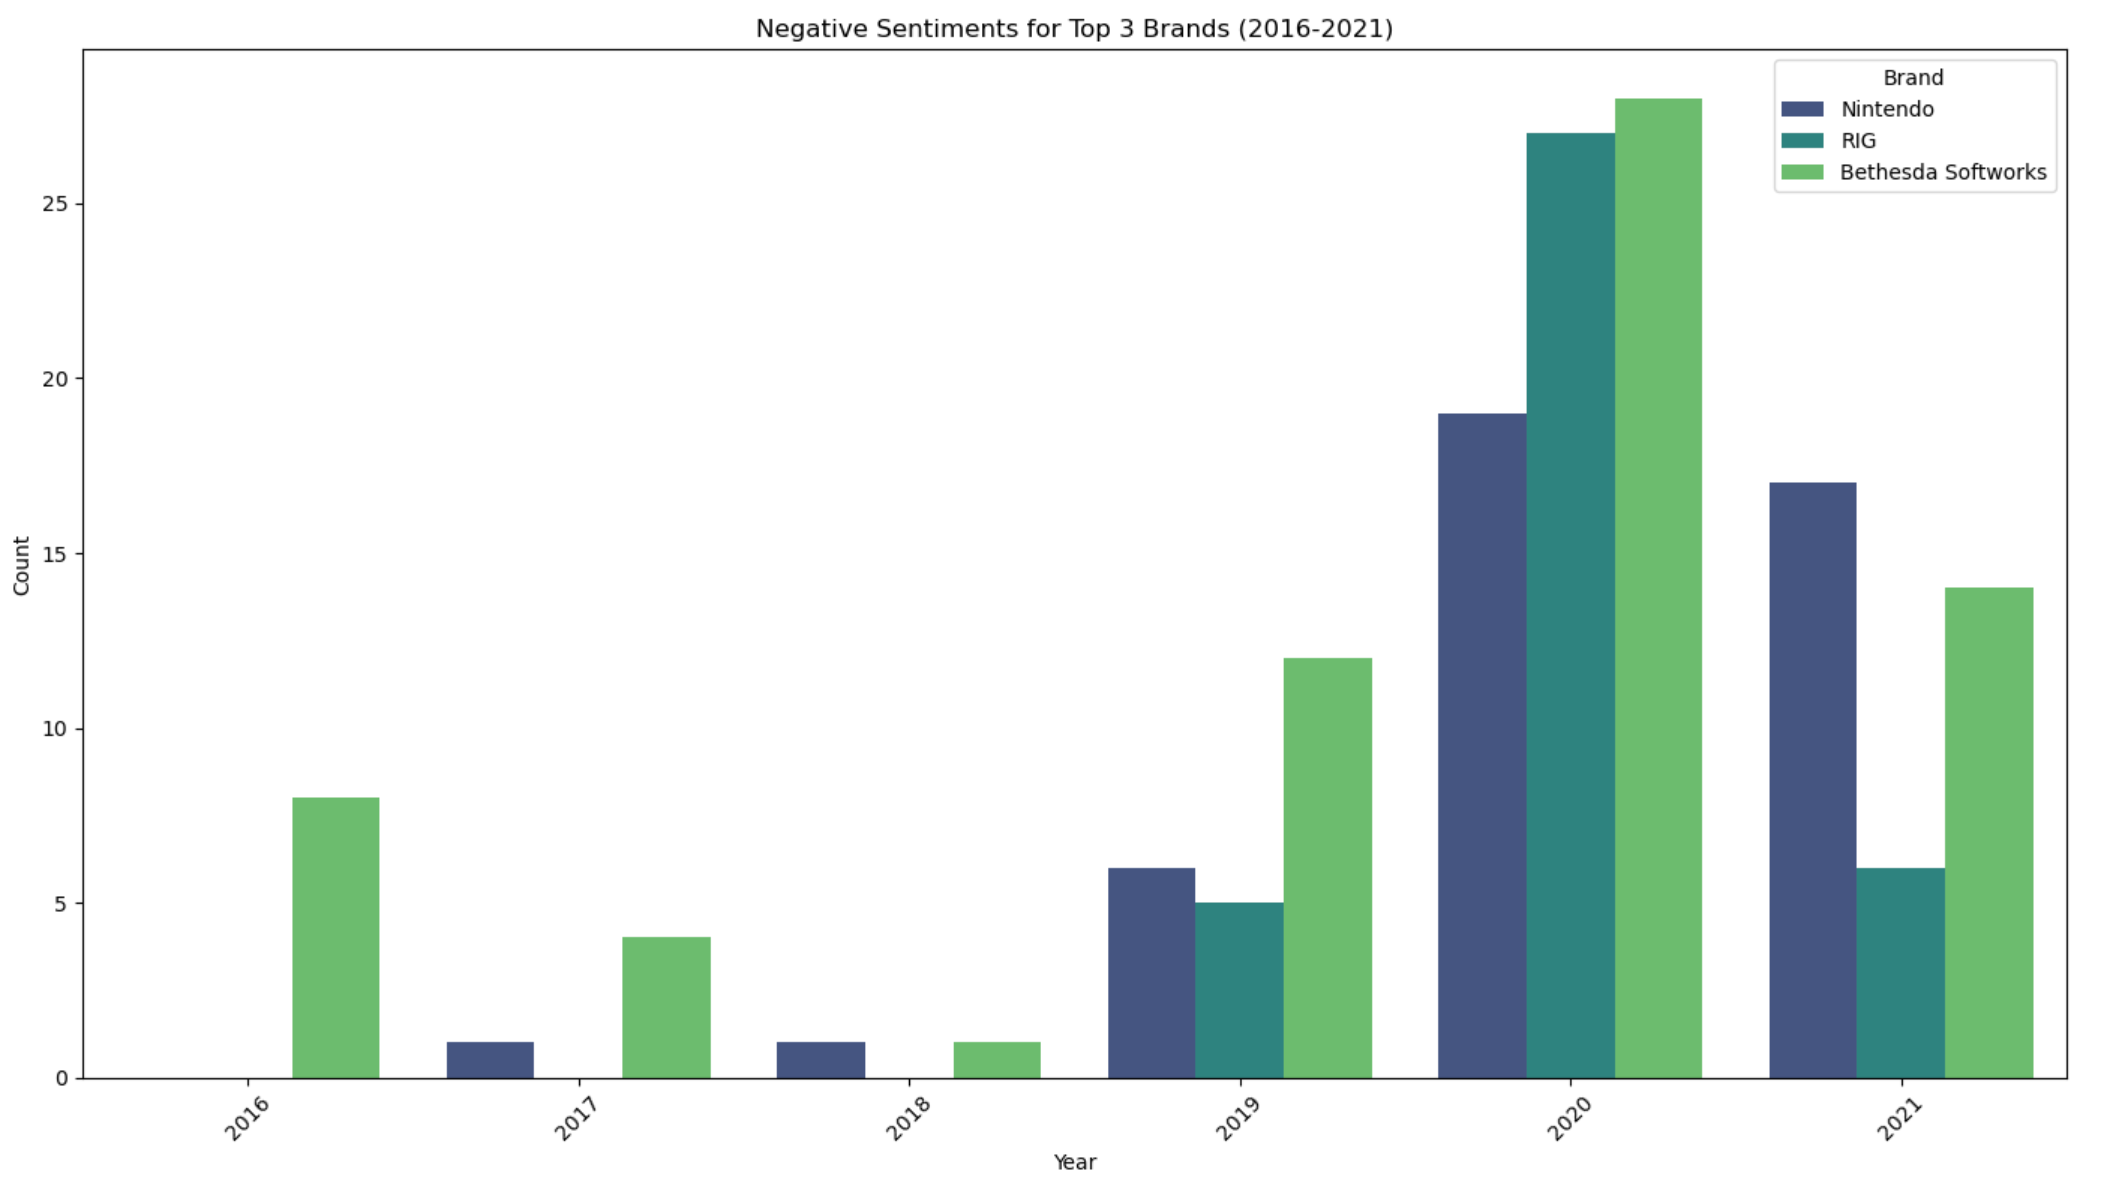 Negative Sentiments for Top 3 Brands (2016-2021)
Brand
Nintendo
RIG
Bethesda Softworks
Count
25
20
15
10
5
0
2016
2017
2018
2019
2020
2021
Year